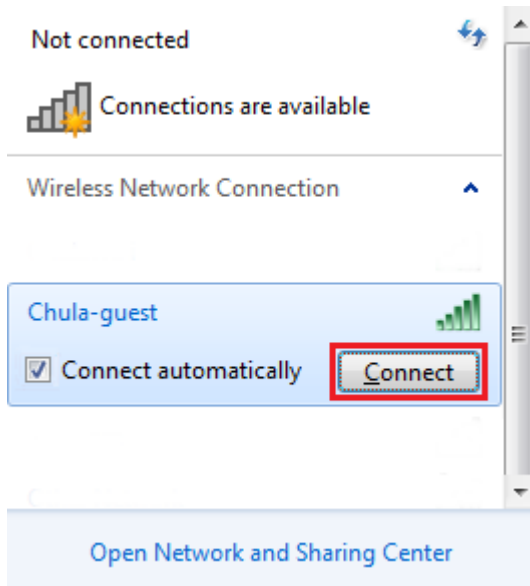 Not connected
Connections are available
Wireless Network Connection
Chula-guest
Connect automatically
Connect
Open Network and Sharing Center